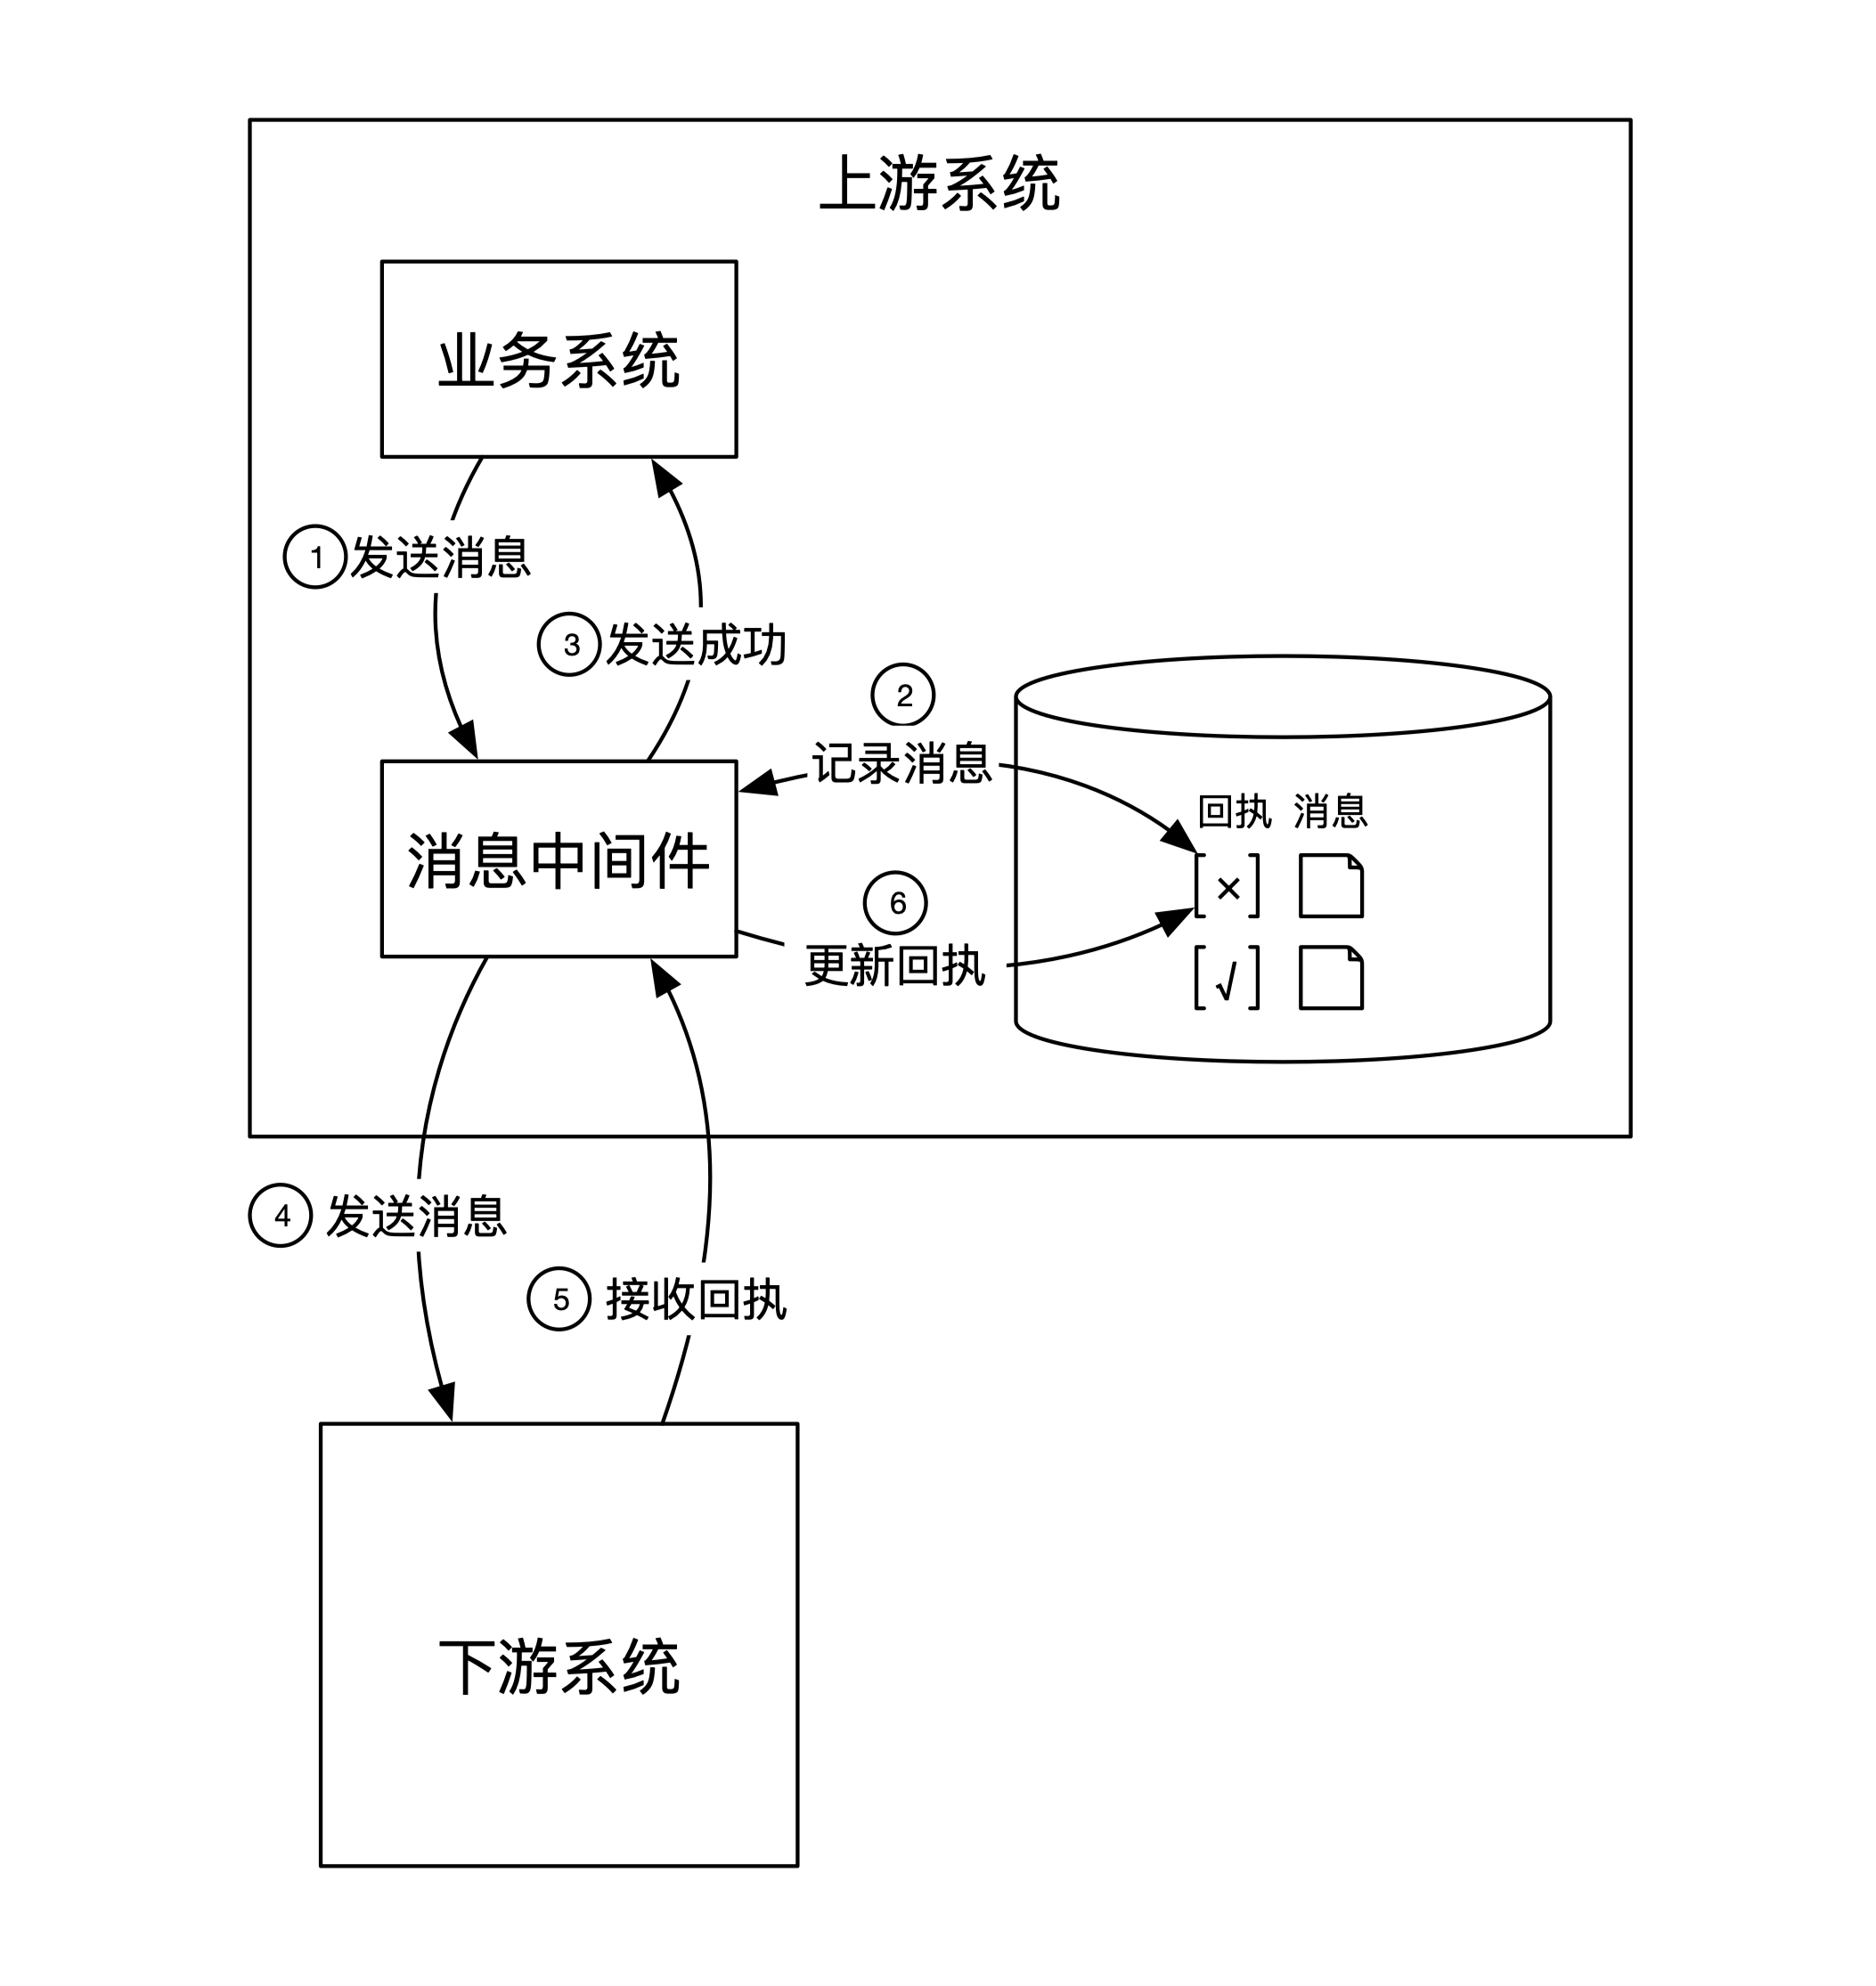 上游系统
业务系统
1 发送消息
3 发送成功
2
记录消息
回执 消息
消息中间件
[×]
6
更新回执
[√]
4 发送消息
5 接收回执
下游系统